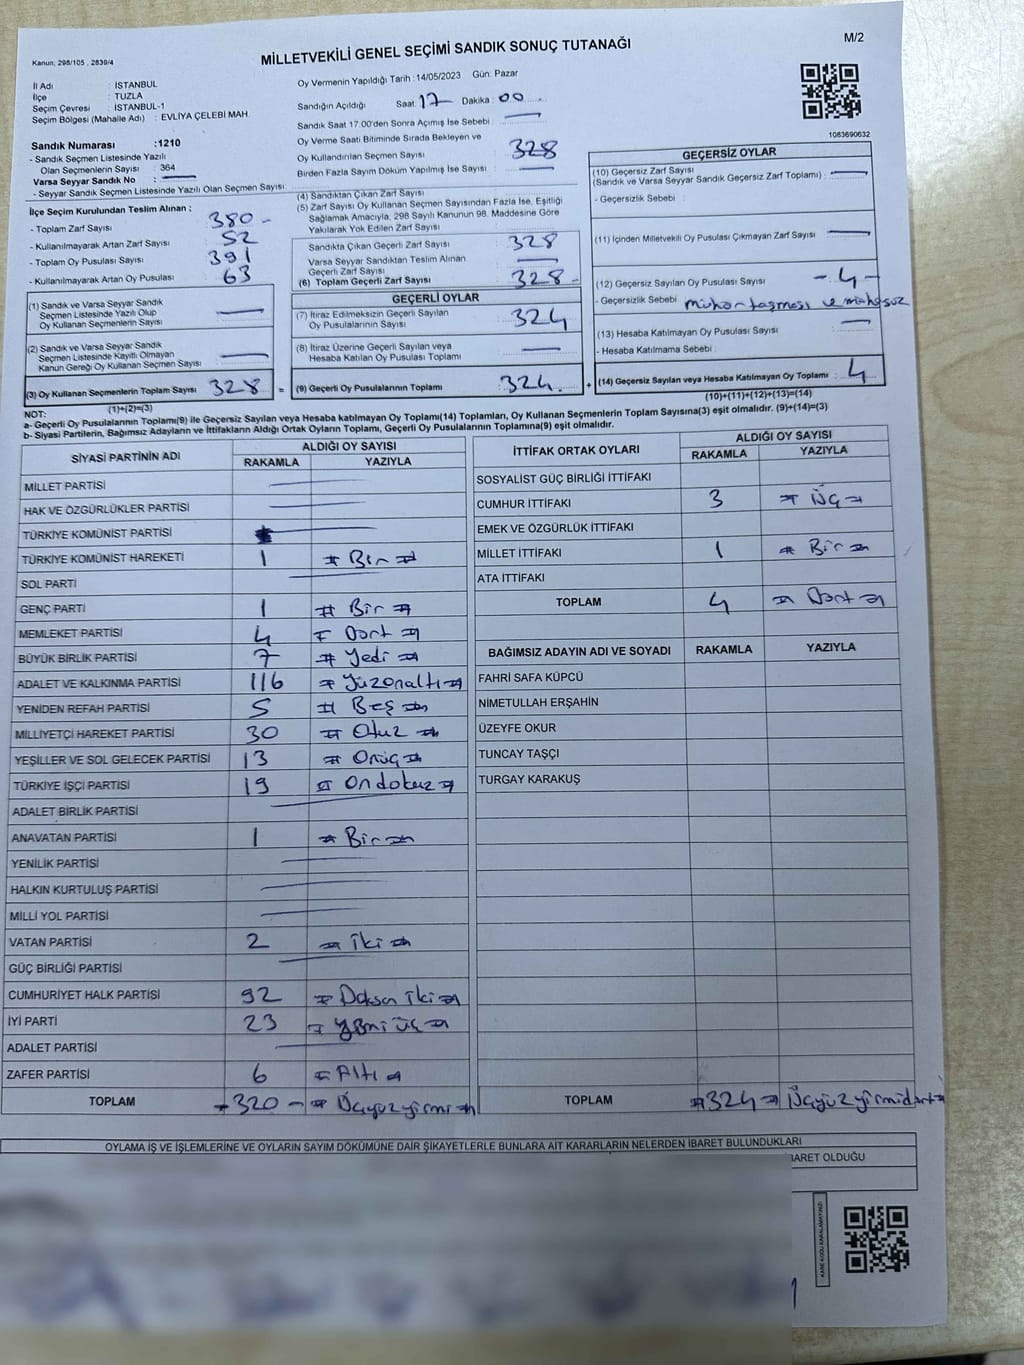 MİLLETVEKİLİ GENEL SEÇİMİ SANDIK SONUÇ TUTANAĞI
M/2
Kanun: 298/105 , 2839/4
İl Adı : İSTANBUL
İlçe : TUZLA
Seçim Çevresi : İSTANBUL-1
Seçim Bölgesi (Mahalle Adı) : EVLİYA ÇELEBİ MAH.
Oy Vermenin Yapıldığı Tarih :14/05/2023 Gün: Pazar
Sandığın Açıldığı Saat: 17 Dakika: 00
Sandık Saat 17:00'den Sonra Açılmış İse Sebebi :
Oy Verme Saati Bitiminde Sırada Bekleyen ve
Oy Kullandırılan Seçmen Sayısı : 328
Birden Fazla Sayım Döküm Yapılmış İse Sayısı :
1083690632
Sandık Numarası :1210
- Sandık Seçmen Listesinde Yazılı
Olan Seçmenlerin Sayısı : 364
Varsa Seyyar Sandık No :
- Seyyar Sandık Seçmen Listesinde Yazılı Olan Seçmen Sayısı:
İlçe Seçim Kurulundan Teslim Alınan ;
- Toplam Zarf Sayısı : 380 -
- Kullanılmayarak Artan Zarf Sayısı : 52
- Toplam Oy Pusulası : 391
- Kullanılmayarak Artan Oy Pusulası : 63
(1) Sandık ve Varsa Seyyar Sandık
Seçmen Listesinde Yazılı Olup
Oy Kullanan Seçmenlerin Sayısı :
(2) Sandık ve Varsa Seyyar Sandık
Seçmen Listesinde Kayıtlı Olmayan
Kanun Gereği Oy Kullanan Seçmen Sayısı :
(3) Oy Kullanan Seçmenlerin Toplam Sayısı : 328 =
(1)+(2)=(3)
(4) Sandıktan Çıkan Zarf Sayısı
(5) Zarf Sayısı Oy Kullanan Seçmen Sayısından Fazla İse, Eşitliği
Sağlamak Amacıyla, 298 Sayılı Kanunun 98. Maddesine Göre
Yakılarak Yok Edilen Zarf Sayısı :
Sandıkta Çıkan Geçerli Zarf Sayısı : 328
Varsa Seyyar Sandıktan Teslim Alınan
Geçerli Zarf Sayısı :
(6) Toplam Geçerli Zarf Sayısı : 328 -
GEÇERLİ OYLAR
(7) İtiraz Edilmeksizin Geçerli Sayılan
Oy Pusulalarının Sayısı : 324
(8) İtiraz Üzerine Geçerli Sayılan veya
Hesaba Katılan Oy Pusulası Toplamı :
(9) Geçerli Oy Pusulalarının Toplamı : 324. +
GEÇERSİZ OYLAR
(10) Geçersiz Zarf Sayısı
(Sandık ve Varsa Seyyar Sandık Geçersiz Zarf Toplamı) :
- Geçersizlik Sebebi :
(11) İçinden Milletvekili Oy Pusulası Çıkmayan Zarf Sayısı :
(12) Geçersiz Sayılan Oy Pusulası Sayısı : - 4 -
- Geçersizlik Sebebi : mühür taşması ve mühürsüz
(13) Hesaba Katılmayan Oy Pusulası Sayısı :
- Hesaba Katılmama Sebebi :
(14) Geçersiz Sayılan veya Hesaba Katılmayan Oy Toplamı : 4
(10)+(11)+(12)+(13)=(14)
NOT:
a- Geçerli Oy Pusulalarının Toplamı(9) ile Geçersiz Sayılan veya Hesaba katılmayan Oy Toplamı(14) Toplamları, Oy Kullanan Seçmenlerin Toplam Sayısına(3) eşit olmalıdır. (9)+(14)=(3)
b- Siyasi Partilerin, Bağımsız Adayların ve İttifakların Aldığı Ortak Oyların Toplamı, Geçerli Oy Pusulalarının Toplamına(9) eşit olmalıdır.
SİYASİ PARTİNİN ADI ALDIĞI OY SAYISI
RAKAMLA YAZIYLA
MİLLET PARTİSİ
HAK VE ÖZGÜRLÜKLER PARTİSİ
TÜRKİYE KOMÜNİST PARTİSİ
TÜRKİYE KOMÜNİST HAREKETİ 1 # Bir #
SOL PARTİ
GENÇ PARTİ 1 # Bir #
MEMLEKET PARTİSİ 4 # Dört #
BÜYÜK BİRLİK PARTİSİ 7 # Yedi #
ADALET VE KALKINMA PARTİSİ 116 # Yüzonaltı #
YENİDEN REFAH PARTİSİ 5 # Beş #
MİLLİYETÇİ HAREKET PARTİSİ 30 # Otuz #
YEŞİLLER VE SOL GELECEK PARTİSİ 13 # Onüç #
TÜRKİYE İŞÇİ PARTİSİ 19 # Ondokuz #
ADALET BİRLİK PARTİSİ
ANAVATAN PARTİSİ 1 # Bir #
YENİLİK PARTİSİ
HALKIN KURTULUŞ PARTİSİ
MİLLİ YOL PARTİSİ
VATAN PARTİSİ 2 # İki #
GÜÇ BİRLİĞİ PARTİSİ
CUMHURİYET HALK PARTİSİ 92 # Doksan iki #
İYİ PARTİ 23 # Yirmi üç #
ADALET PARTİSİ
ZAFER PARTİSİ 6 # Altı #
TOPLAM -320- # Üçyüzyirmi #
İTTİFAK ORTAK OYLARI ALDIĞI OY SAYISI
RAKAMLA YAZIYLA
SOSYALİST GÜÇ BİRLİĞİ İTTİFAKI
CUMHUR İTTİFAKI 3 # Üç #
EMEK VE ÖZGÜRLÜK İTTİFAKI
MİLLET İTTİFAKI 1 # Bir #
ATA İTTİFAKI
TOPLAM 4 # Dört #
BAĞIMSIZ ADAYIN ADI VE SOYADI RAKAMLA YAZIYLA
FAHRİ SAFA KÜPCÜ
NİMETULLAH ERŞAHİN
ÜZEYFE OKUR
TUNCAY TAŞÇI
TURGAY KARAKUŞ
TOPLAM #324# Üçyüzyirmidört#
OYLAMA İŞ VE İŞLEMLERİNE VE OYLARIN SAYIM DÖKÜMÜNE DAİR ŞİKAYETLERLE BUNLARA AİT KARARLARIN NELERDEN İBARET BULUNDUKLARI
İBARET OLDUĞU
KARE KODU KARALAMAYINIZ!